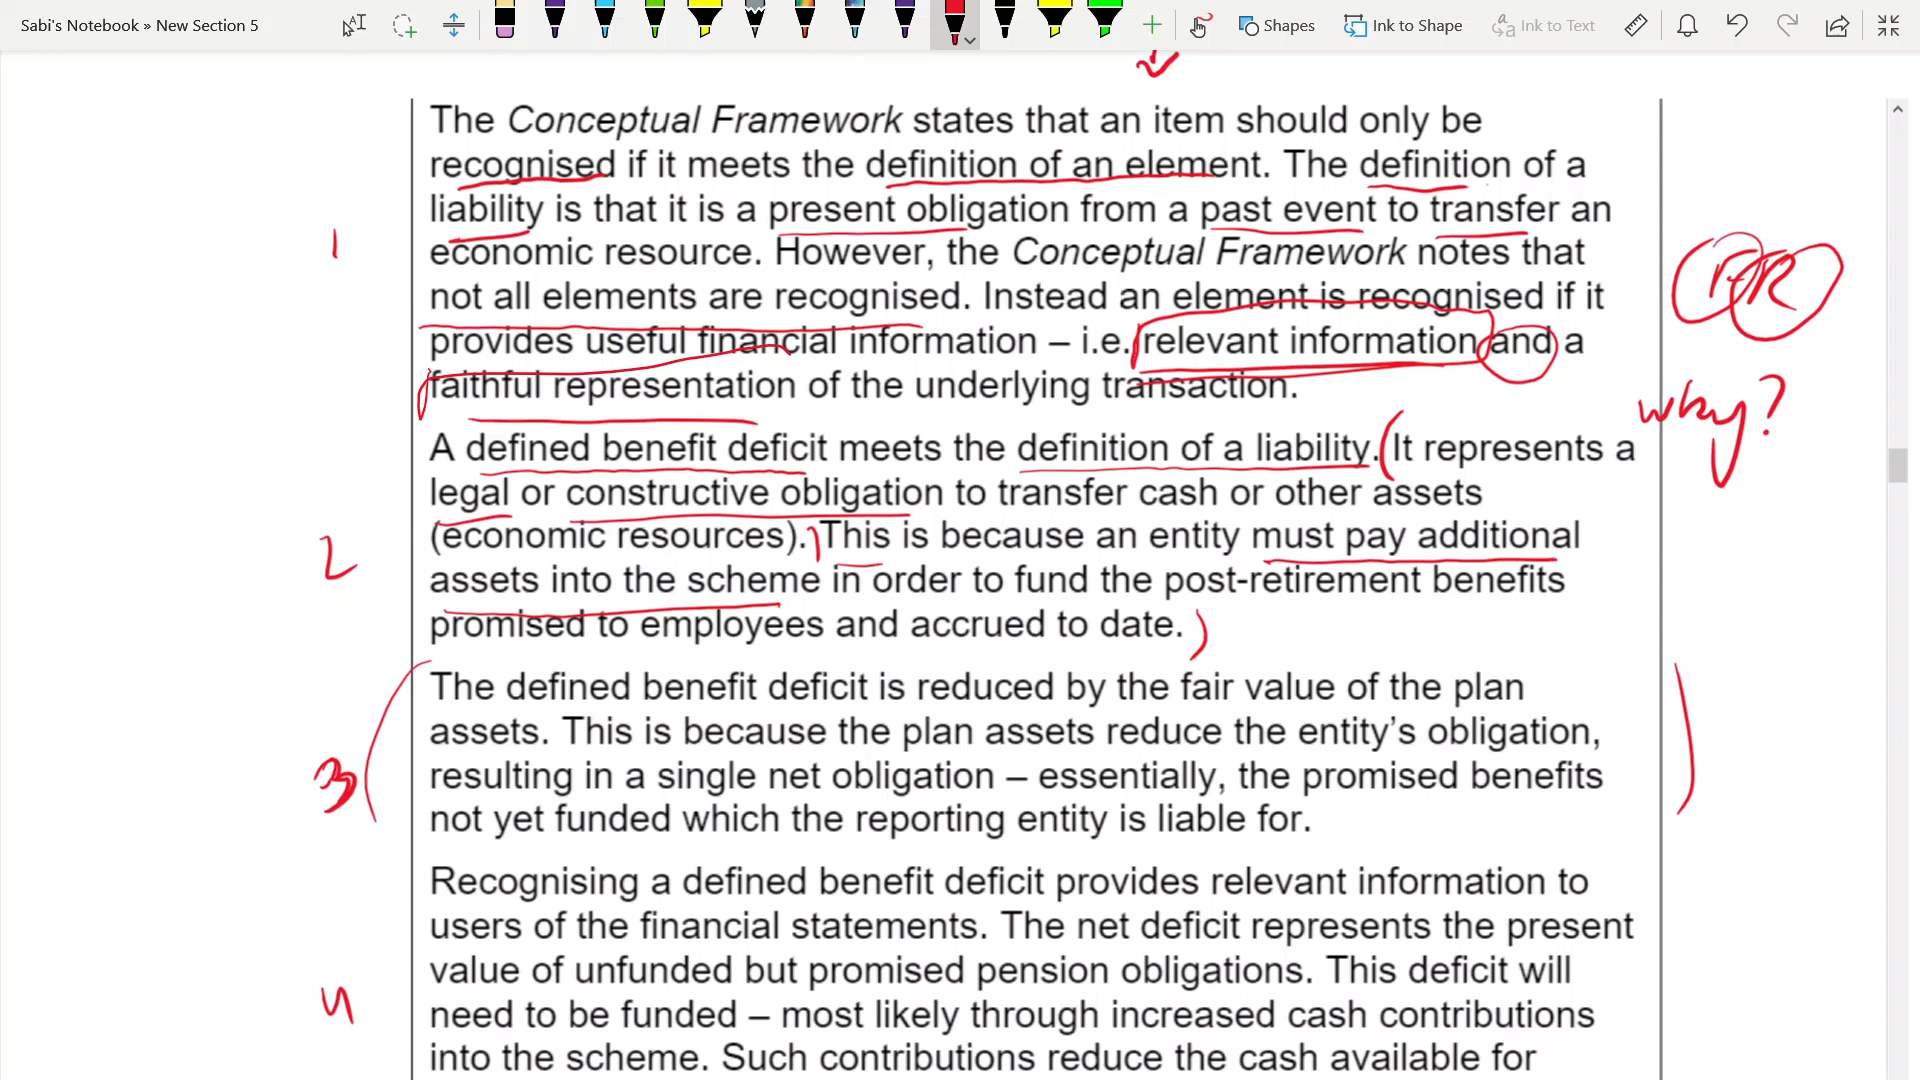 Sabi's Notebook » New Section 5
Shapes
Ink to Shape
Ink to Text
The Conceptual Framework states that an item should only be
recognised if it meets the definition of an element. The definition of a
liability is that it is a present obligation from a past event to transfer an
economic resource. However, the Conceptual Framework notes that
not all elements are recognised. Instead an element is recognised if it
provides useful financial information – i.e. relevant information and a
faithful representation of the underlying transaction.
1
why?
A defined benefit deficit meets the definition of a liability. It represents a
legal or constructive obligation to transfer cash or other assets
(economic resources). This is because an entity must pay additional
assets into the scheme in order to fund the post-retirement benefits
promised to employees and accrued to date.
2
The defined benefit deficit is reduced by the fair value of the plan
assets. This is because the plan assets reduce the entity’s obligation,
resulting in a single net obligation – essentially, the promised benefits
not yet funded which the reporting entity is liable for.
3
Recognising a defined benefit deficit provides relevant information to
users of the financial statements. The net deficit represents the present
value of unfunded but promised pension obligations. This deficit will
need to be funded – most likely through increased cash contributions
into the scheme. Such contributions reduce the cash available for
4